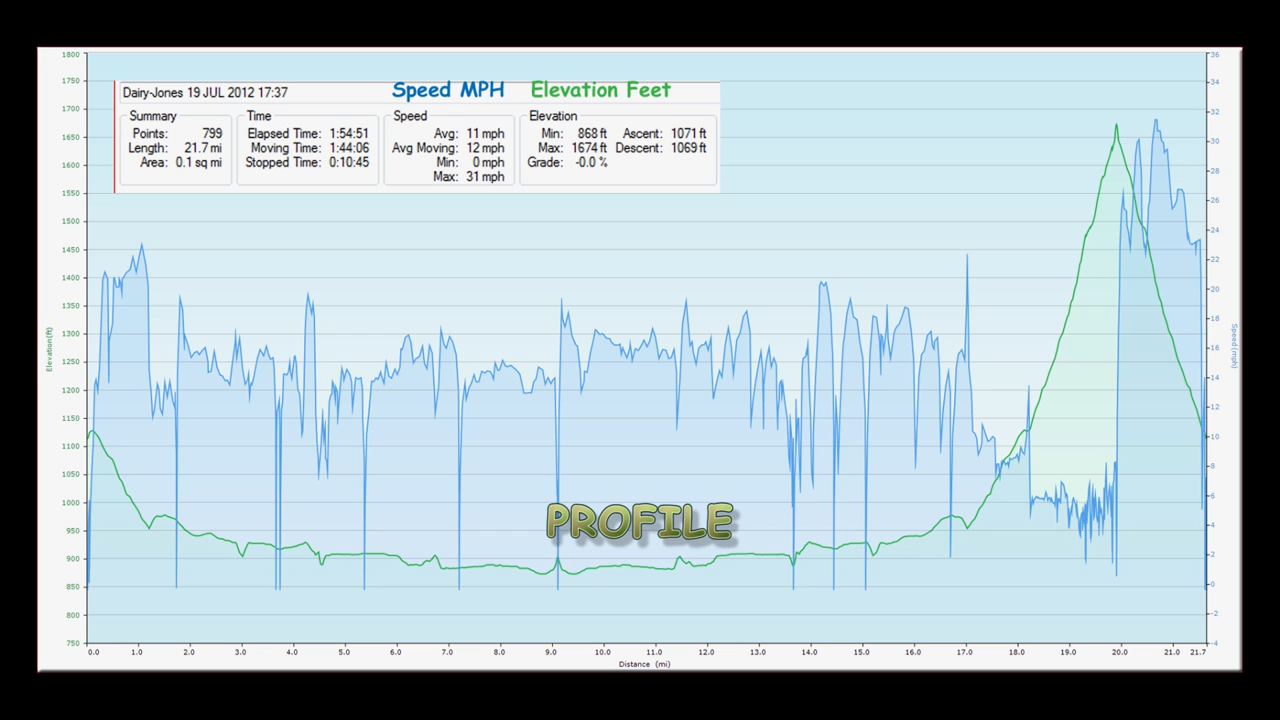 Dairy-Jones 19 JUL 2012 17:37
Speed MPH
Elevation Feet
Summary
Points: 799
Length: 21.7 mi
Area: 0.1 sq mi
Time
Elapsed Time: 1:54:51
Moving Time: 1:44:06
Stopped Time: 0:10:45
Speed
Avg: 11 mph
Avg Moving: 12 mph
Min: 0 mph
Max: 31 mph
Elevation
Min: 868 ft Ascent: 1071 ft
Max: 1674 ft Descent: 1069 ft
Grade: -0.0 %
PROFILE
Elevation(ft)
1800
1750
1700
1650
1600
1550
1500
1450
1400
1350
1300
1250
1200
1150
1100
1050
1000
950
900
850
800
750
36
34
32
30
28
26
24
22
20
18
16
14
12
10
8
6
4
2
0
-2
-4
Speed(mph)
0.0 1.0 2.0 3.0 4.0 5.0 6.0 7.0 8.0 9.0 10.0 11.0 12.0 13.0 14.0 15.0 16.0 17.0 18.0 19.0 20.0 21.0 21.7
Distance (mi)